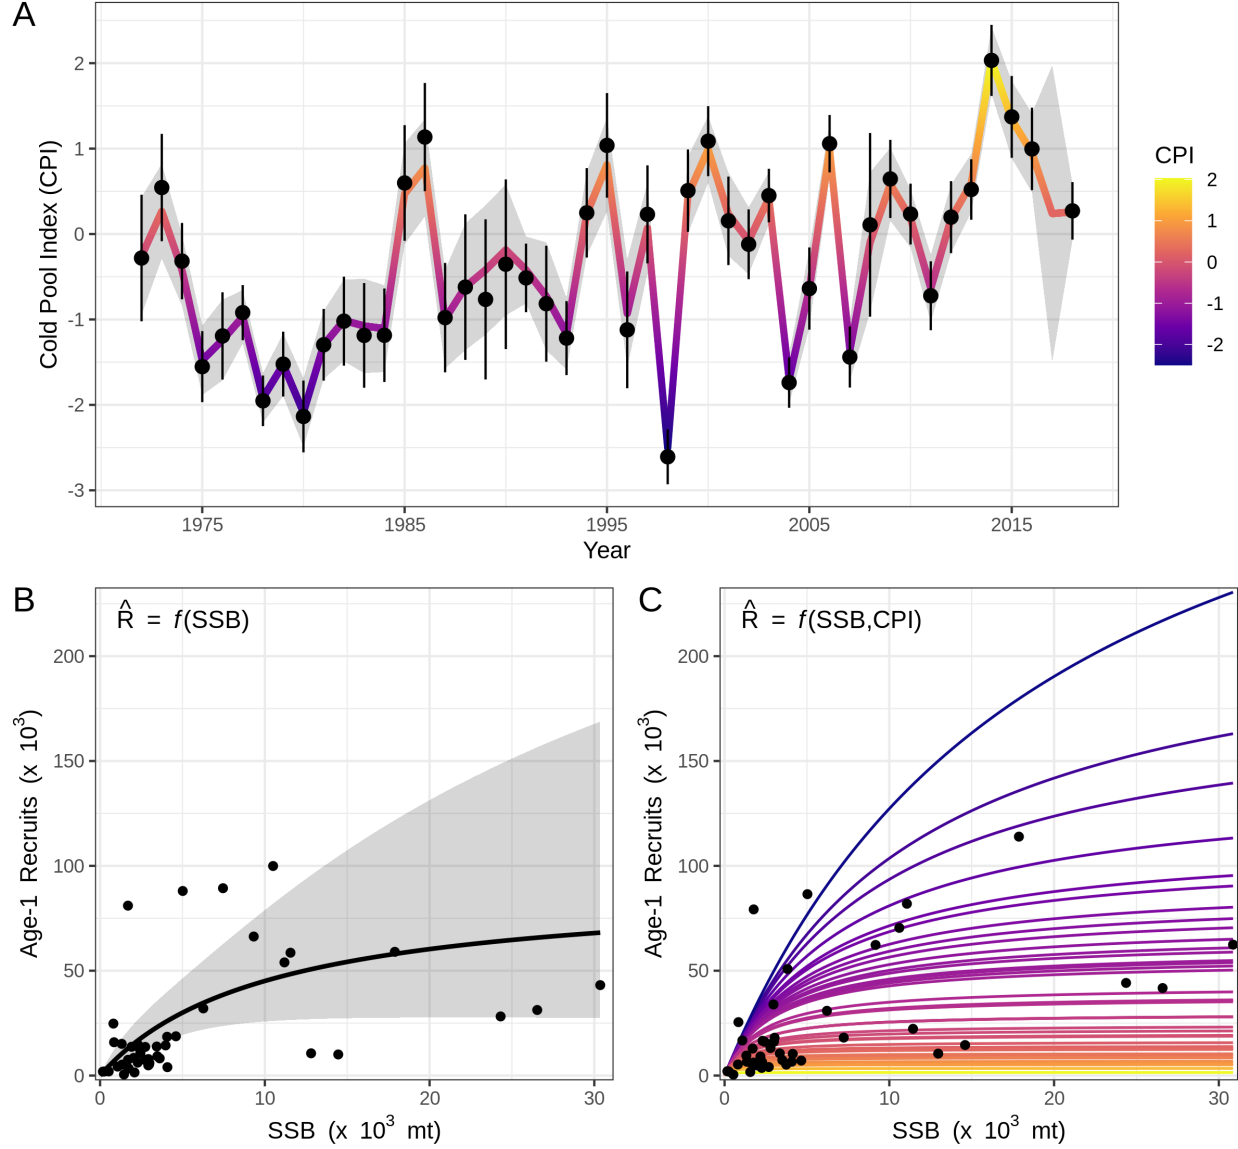 A
Cold Pool Index (CPI)
2
1
0
-1
-2
-3
1975 1985 1995 2005 2015
Year
CPI
2
1
0
-1
-2
B
R̂ = f(SSB)
Age-1 Recruits (x 10³)
200
150
100
50
0
0 10 20 30
SSB (x 10³ mt)
C
R̂ = f(SSB,CPI)
Age-1 Recruits (x 10³)
200
150
100
50
0
0 10 20 30
SSB (x 10³ mt)